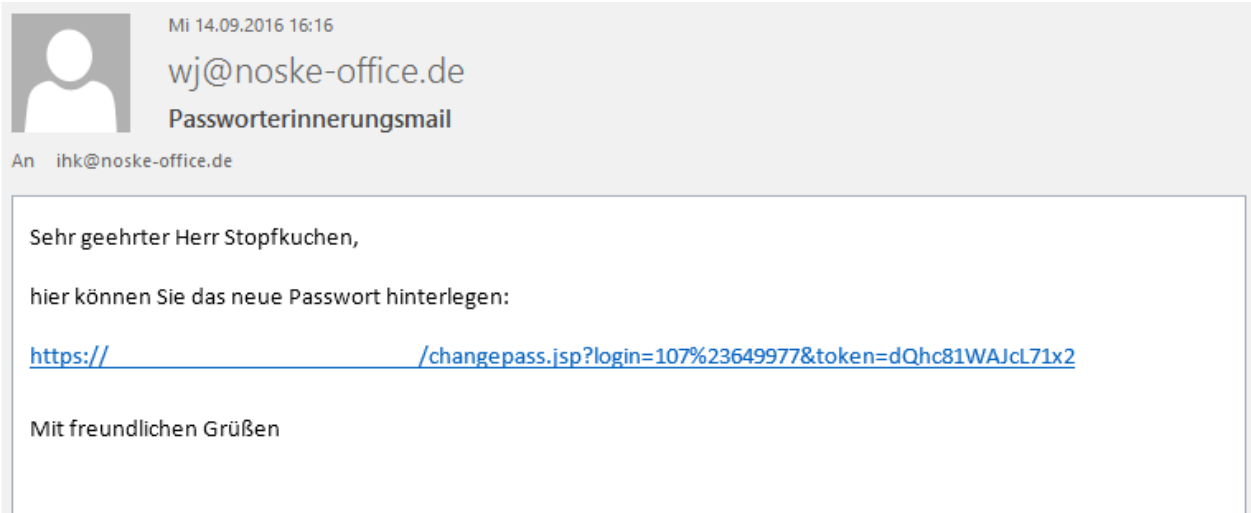 Mi 14.09.2016 16:16
wj@noske-office.de
Passworterinnerungsmail
An ihk@noske-office.de
Sehr geehrter Herr Stopfkuchen,
hier können Sie das neue Passwort hinterlegen:
https:// /changepass.jsp?login=107%23649977&token=dQhc81WAJcL71x2
Mit freundlichen Grüßen